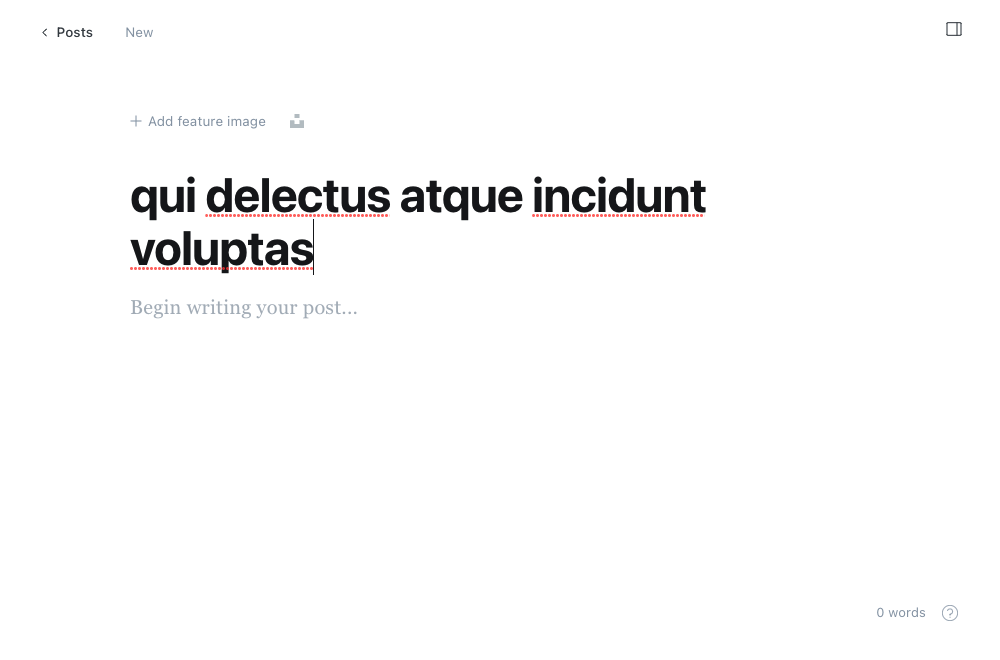 Posts
New
Add feature image
qui delectus atque incidunt
voluptas
Begin writing your post...
0 words
?